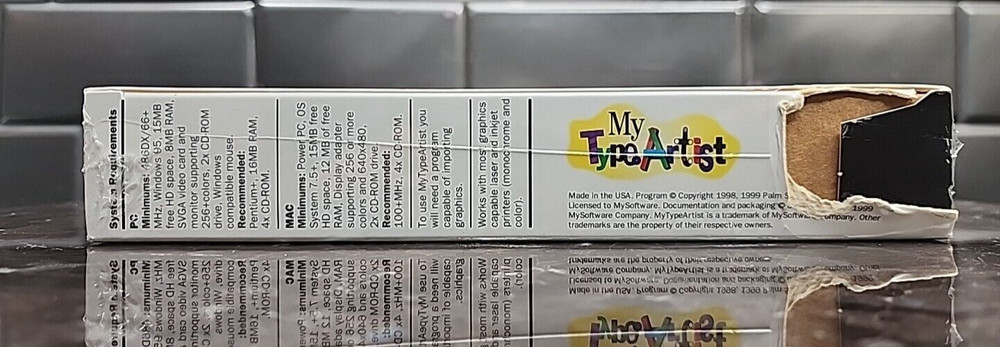 System Requirements
PC
Minimums: 486DX/66+
MHz, Windows 95, 15MB
free HD space, 8MB RAM,
SVGA video card and
monitor supporting
256+colors, 2x CD-ROM
drive, Windows
compatible mouse.
Recommended:
Pentium®, 16MB RAM,
4x CD-ROM.
MAC
Minimums: Power PC, OS
System 7.5+, 15MB free
HD space, 12 MB of free
RAM, Display adapter
supporting 256 or more
colors and 640x480,
2x CD-ROM drive.
Recommended:
100+MHz, 4x CD-ROM.
To use MyTypeArtist you
will need a program
capable of importing
graphics.
Works with most graphics
capable laser and inkjet
printers (monochrome and
color).
My
TypeArtist
Made in the USA. Program © Copyright 1998, 1999 Palm
Licensed to MySoftware. Documentation and packaging 1999
MySoftware Company. MyTypeArtist is a trademark of Company. Other
trademarks are the property of their respective owners.